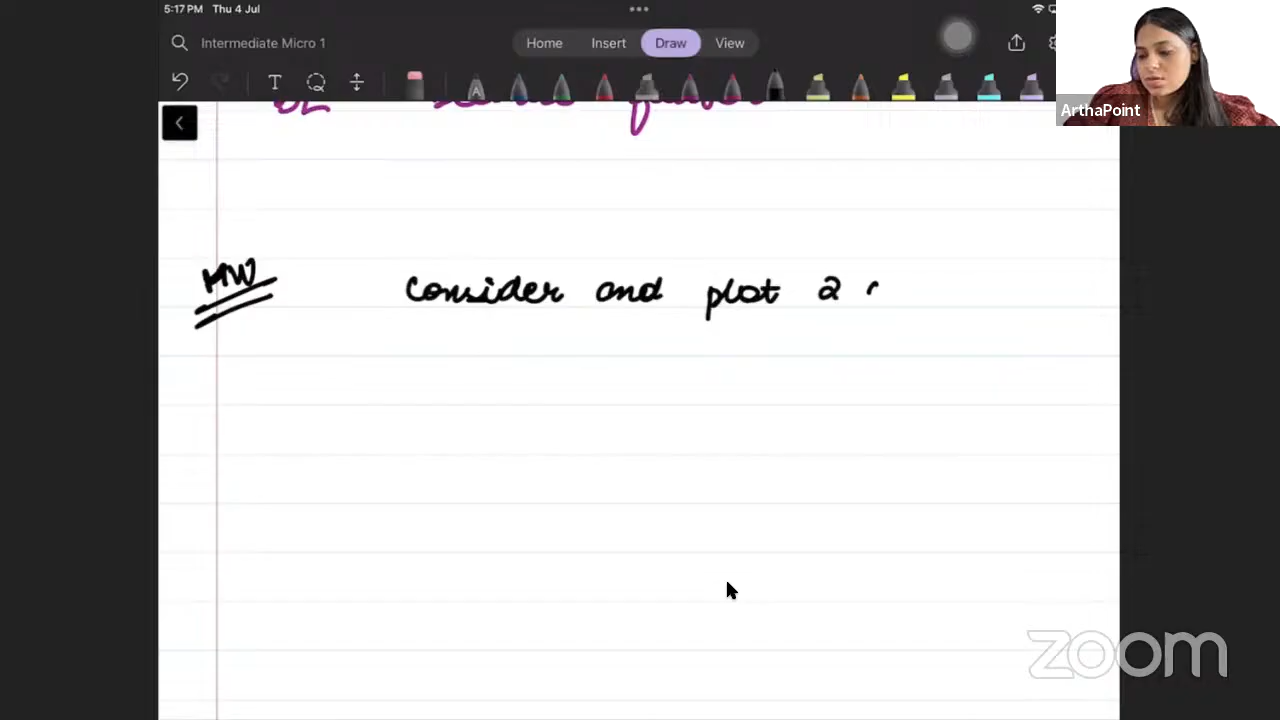 5:17 PM Thu 4 Jul
Intermediate Micro 1
Home Insert Draw View
T
A
ArthaPoint
HW
Consider and plot 2
zoom